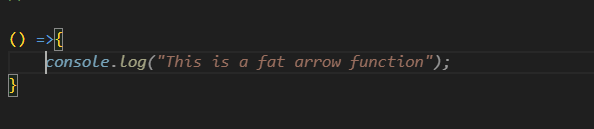 () =>{
console.log("This is a fat arrow function");
}